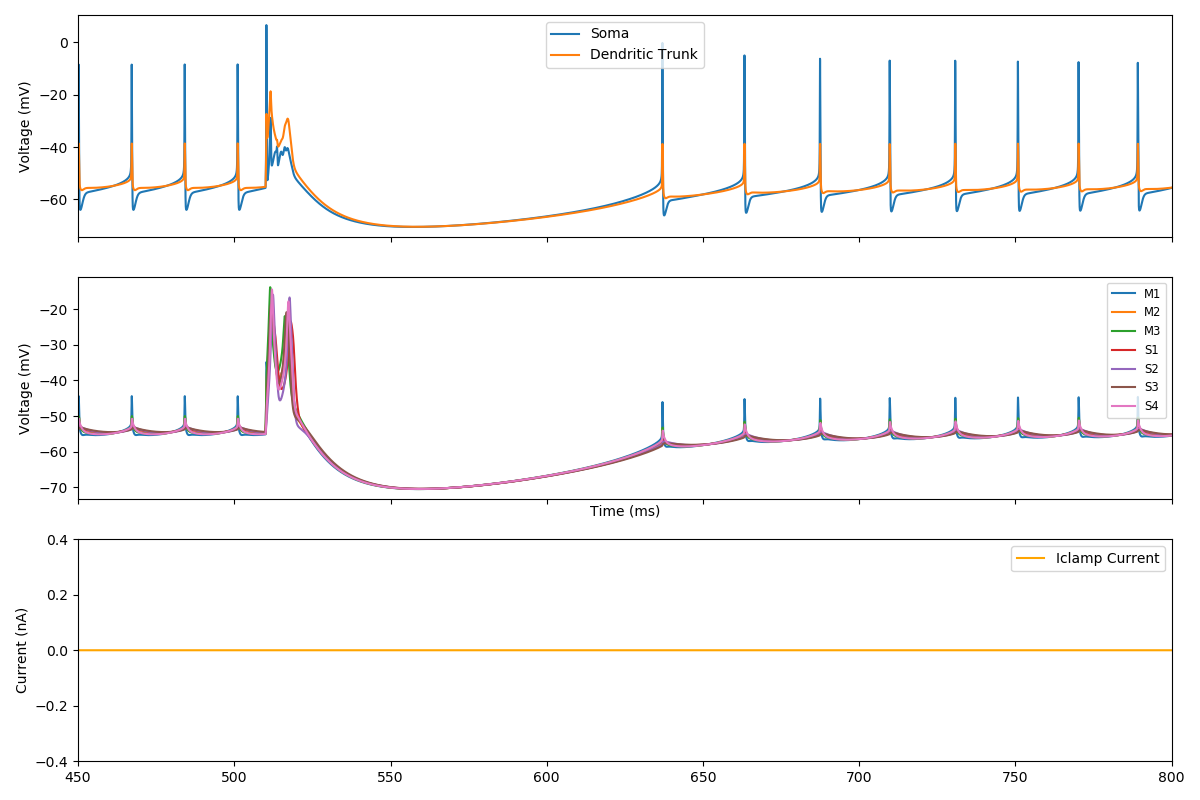 Voltage (mV)
0
−20
−40
−60
Soma
Dendritic Trunk
Voltage (mV)
−20
−30
−40
−50
−60
−70
M1
M2
M3
S1
S2
S3
S4
Time (ms)
Current (nA)
0.4
0.2
0.0
−0.2
−0.4
Iclamp Current
450 500 550 600 650 700 750 800